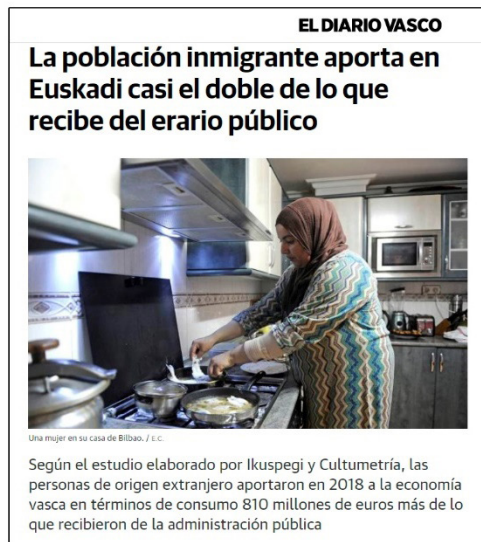 EL DIARIO VASCO
La población inmigrante aporta en
Euskadi casi el doble de lo que
recibe del erario público
Una mujer en su casa de Bilbao. / E.C.
Según el estudio elaborado por Ikuspegi y Cultumetría, las
personas de origen extranjero aportaron en 2018 a la economía
vasca en términos de consumo 810 millones de euros más de lo
que recibieron de la administración pública